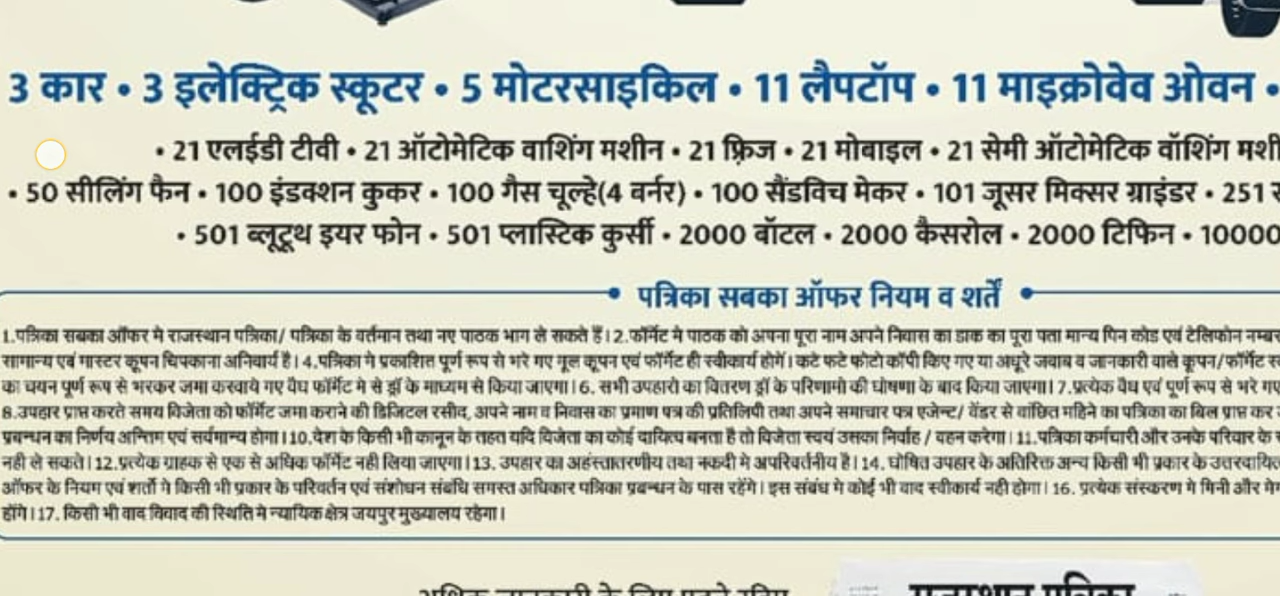 3 कार • 3 इलेक्ट्रिक स्कूटर • 5 मोटरसाइकिल • 11 लैपटॉप • 11 माइक्रोवेव ओवन •
• 21 एलईडी टीवी • 21 ऑटोमेटिक वाशिंग मशीन • 21 फ्रिज • 21 मोबाइल • 21 सेमी ऑटोमेटिक वॉशिंग
• 50 सीलिंग फैन • 100 इंडक्शन कुकर • 100 गैस चूल्हे(4 बर्नर) • 100 सैंडविच मेकर • 101 जूसर मिक्सर ग्राइंडर • 251
• 501 ब्लूटूथ इयर फोन • 501 प्लास्टिक कुर्सी • 2000 बॉटल • 2000 कैसरोल • 2000 टिफिन • 10000
पत्रिका सबका ऑफर नियम व शर्तें
1.पत्रिका सबका ऑफर मे राजस्थान पत्रिका/ पत्रिका के वर्तमान तथा नए पाठक भाग ले सकते हैं। 2.फॉर्मेट मे पाठक को अपना पूरा नाम अपने निवास का डाक का पूरा पता मान्य पिन कोड एवं टेलिफोन नम्बर
सामान्य एवं मास्टर कूपन चिपकाना अनिवार्य है। 4.पत्रिका मे प्रकाशित पूर्ण रूप से भरे गए मूल कूपन एवं फॉर्मेट ही स्वीकार्य होगें। कटे फटे फोटो कॉपी किए गए या अधूरे जवाब व जानकारी वाले कूपन/फॉर्मेट
का चयन पूर्ण रूप से भरकर जमा करवाये गए वैध फॉर्मेट मे से ड्रॉ के माध्यम से किया जाएगा। 6. सभी उपहारो का वितरण ड्रॉ के परिणामो की घोषणा के बाद किया जाएगा। 7.प्रत्येक वैध एवं पूर्ण रूप से भरे गए
8.उपहार प्राप्त करते समय विजेता को फॉर्मेट जमा कराने की डिजिटल रसीद, अपने नाम व निवास का प्रमाण पत्र की प्रतिलिपी तथा अपने समाचार पत्र एजेन्ट/ वेंडर से वांछित महिने का पत्रिका का बिल प्राप्त कर
प्रबन्धन का निर्णय अन्तिम एवं सर्वमान्य होगा। 10.देश के किसी भी कानून के तहत यदि विजेता का कोई दायित्व बनता है तो विजेता स्वयं उसका निर्वाह / वहन करेगा। 11.पत्रिका कर्मचारी और उनके परिवार के
नही ले सकते। 12.प्रत्येक ग्राहक से एक से अधिक फॉर्मेट नही लिया जाएगा। 13. उपहार का अहंस्तातरणीय तथा नकदी मे अपरिवर्तनीय है। 14. घोषित उपहार के अतिरिक्त अन्य किसी भी प्रकार के
ऑफर के नियम एवं शर्तो मे किसी भी प्रकार के परिवर्तन एवं संशोधन संबंधि समस्त अधिकार पत्रिका प्रबन्धन के पास रहेंगे। इस संबंध मे कोई भी वाद स्वीकार्य नही होगा। 16. प्रत्येक संस्करण मे मिनी और
होंगे। 17. किसी भी वाद विवाद की स्थिति मे न्यायिक क्षेत्र जयपुर मुख्यालय रहेगा।